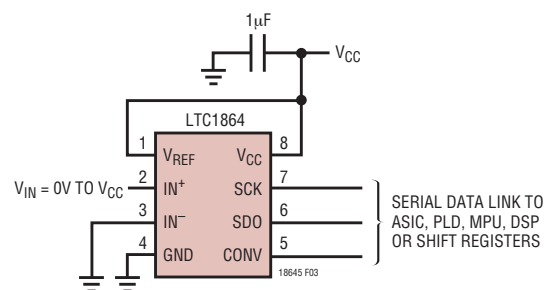 1µF
VCC
LTC1864
1 VREF VCC 8
VIN = 0V TO VCC 2 IN+ SCK 7
3 IN− SDO 6
4 GND CONV 5
SERIAL DATA LINK TO
ASIC, PLD, MPU, DSP
OR SHIFT REGISTERS
18645 F03